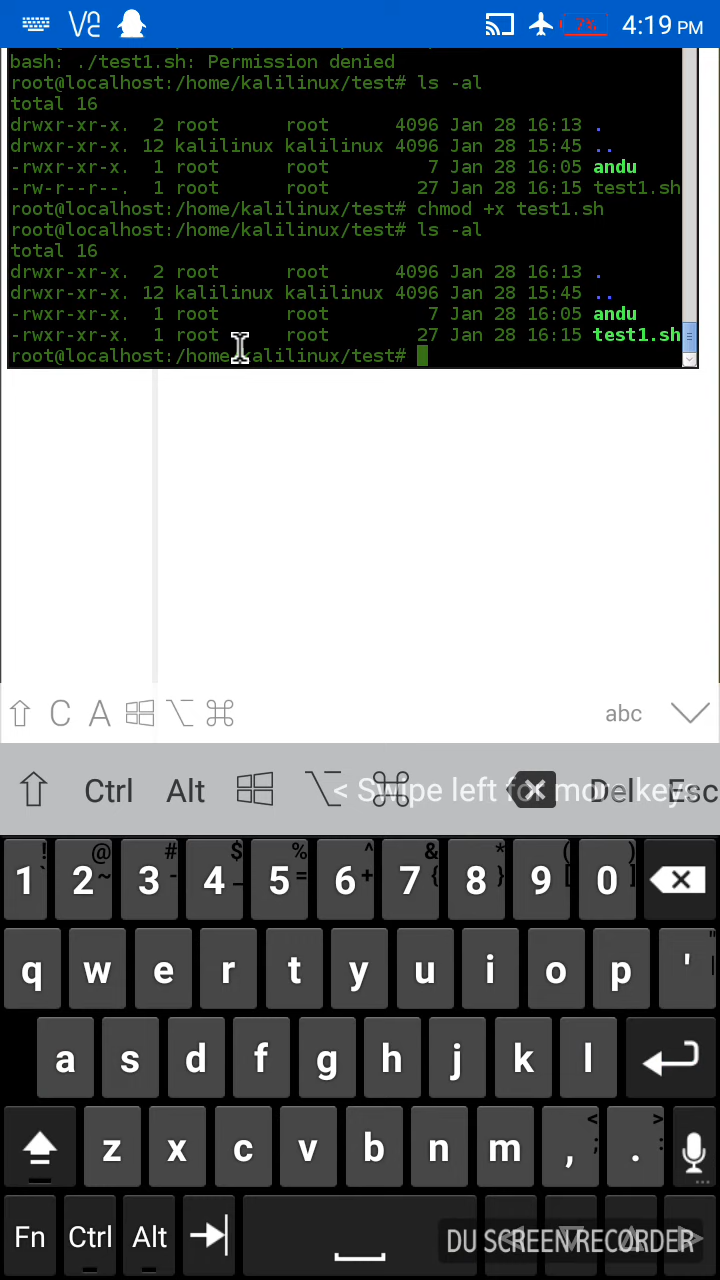 7%
4:19 PM
bash: ./test1.sh: Permission denied
root@localhost:/home/kalilinux/test# ls -al
total 16
drwxr-xr-x. 2 root root 4096 Jan 28 16:13 .
drwxr-xr-x. 12 kalilinux kalilinux 4096 Jan 28 15:45 ..
-rwxr-xr-x. 1 root root 7 Jan 28 16:05 andu
-rw-r--r--. 1 root root 27 Jan 28 16:15 test1.sh
root@localhost:/home/kalilinux/test# chmod +x test1.sh
root@localhost:/home/kalilinux/test# ls -al
total 16
drwxr-xr-x. 2 root root 4096 Jan 28 16:13 .
drwxr-xr-x. 12 kalilinux kalilinux 4096 Jan 28 15:45 ..
-rwxr-xr-x. 1 root root 7 Jan 28 16:05 andu
-rwxr-xr-x. 1 root root 27 Jan 28 16:15 test1.sh
root@localhost:/home/kalilinux/test#
C A abc
Ctrl Alt < Swipe left for more keys Del Esc
! @ # $ % ^ & * ( )
1 2 3 4 5 6 7 8 9 0
` ~ - _ = + { } [ ]
q w e r t y u i o p ' " |
a s d f g h j k l
z x c v b n m , < ; . > :
Fn Ctrl Alt
DU SCREEN RECORDER